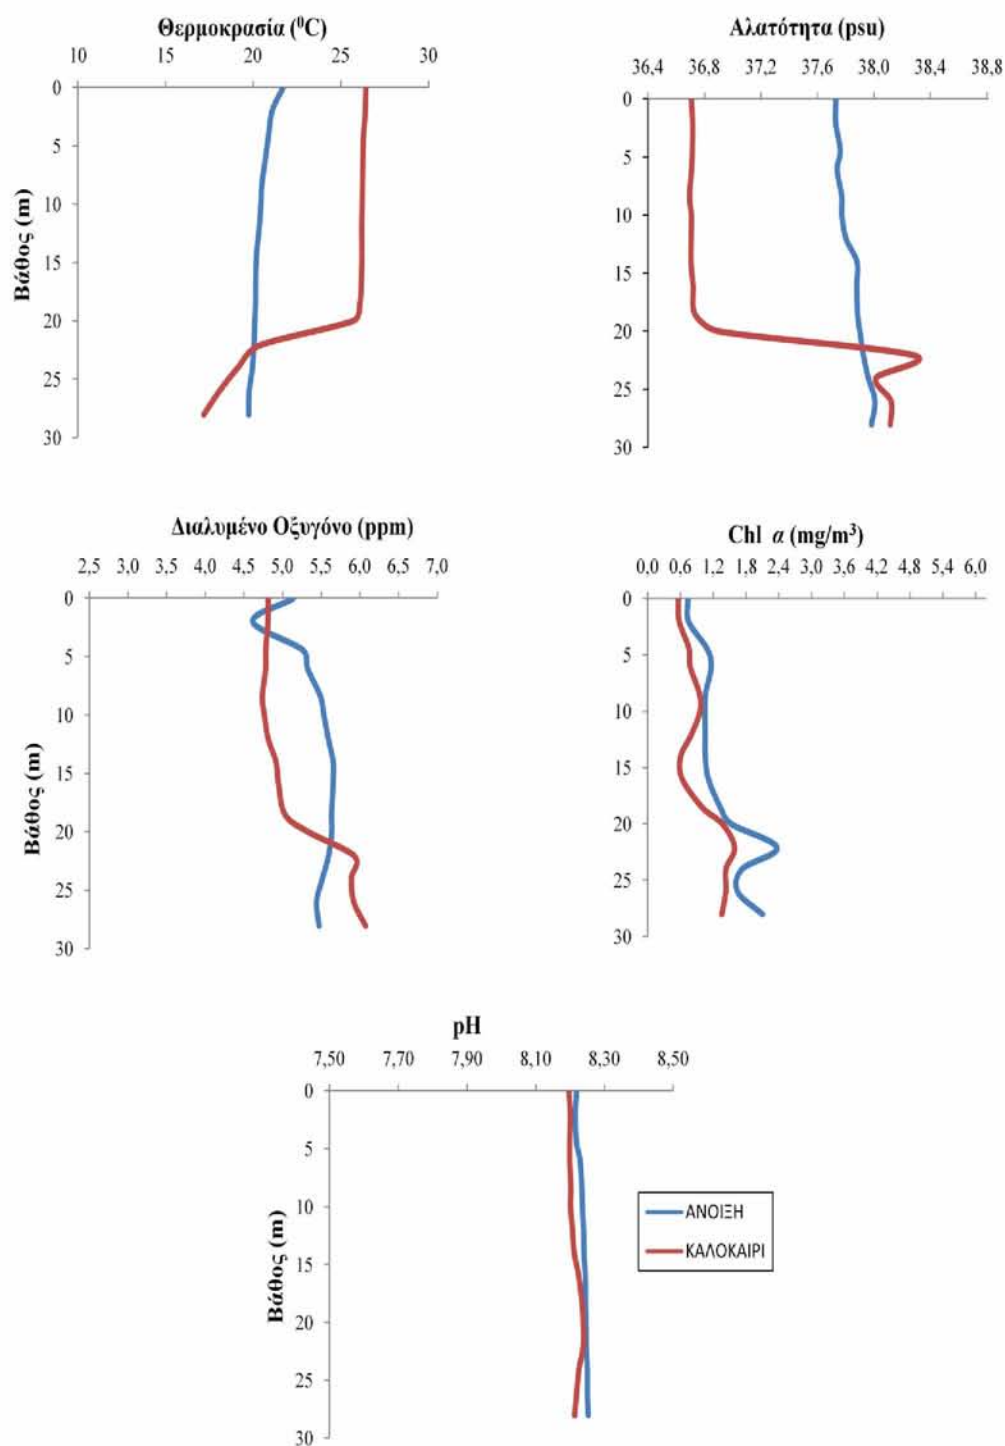 Θερμοκρασία (⁰C)
10 15 20 25 30
0
5
10
15
20
25
30
Βάθος (m)
Αλατότητα (psu)
36,4 36,8 37,2 37,6 38,0 38,4 38,8
0
5
10
15
20
25
30
Διαλυμένο Οξυγόνο (ppm)
2,5 3,0 3,5 4,0 4,5 5,0 5,5 6,0 6,5 7,0
0
5
10
15
20
25
30
Βάθος (m)
Chl α (mg/m³)
0,0 0,6 1,2 1,8 2,4 3,0 3,6 4,2 4,8 5,4 6,0
0
5
10
15
20
25
30
pH
7,50 7,70 7,90 8,10 8,30 8,50
0
5
10
15
20
25
30
Βάθος (m)
ΑΝΟΙΞΗ
ΚΑΛΟΚΑΙΡΙ